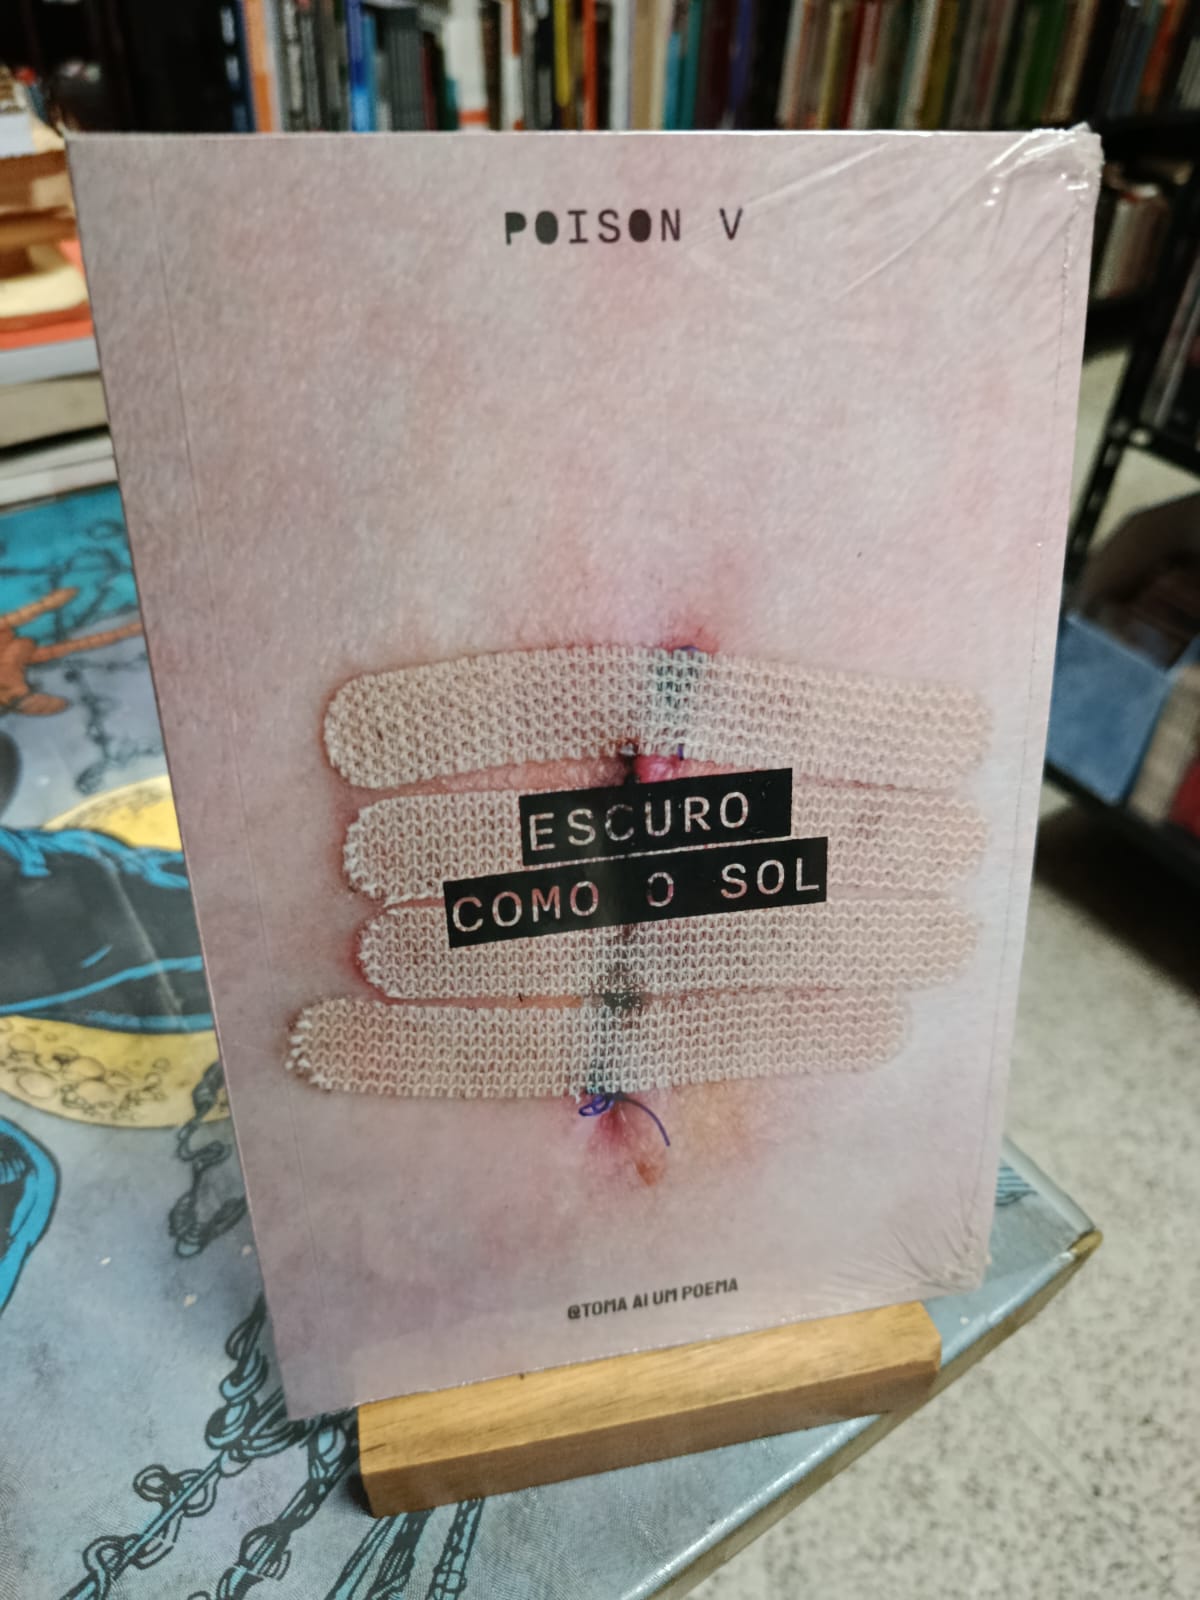 POISON V
ESCURO
COMO O SOL
@TOMA AI UM POEMA